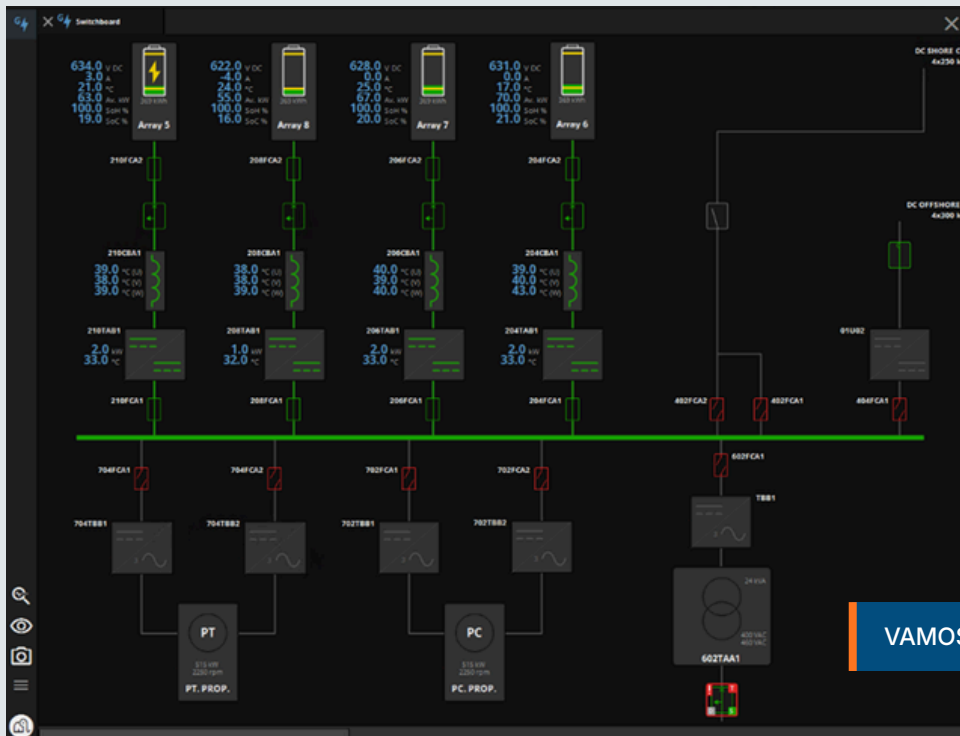 Switchboard
DC SHORE C
4x250 k
634.0 V DC
3.0 A
21.0 °C
63.0 Av. kW
100.0 SoH %
19.0 SoC %
Array 5
622.0 V DC
-4.0 A
24.0 °C
55.0 Av. kW
100.0 SoH %
16.0 SoC %
Array 8
628.0 V DC
0.0 A
25.0 °C
67.0 Av. kW
100.0 SoH %
20.0 SoC %
Array 7
631.0 V DC
0.0 A
17.0 °C
70.0 Av. kW
100.0 SoH %
21.0 SoC %
Array 6
210FCA2
208FCA2
206FCA2
204FCA2
DC OFFSHORE
4x300 k
210CBA1
39.0 °C (U)
38.0 °C (V)
39.0 °C (W)
208CBA1
38.0 °C (U)
38.0 °C (V)
39.0 °C (W)
206CBA1
40.0 °C (U)
39.0 °C (V)
40.0 °C (W)
204CBA1
39.0 °C (U)
40.0 °C (V)
43.0 °C (W)
210TAB1
2.0 kW
33.0 °C
208TAB1
1.0 kW
32.0 °C
206TAB1
2.0 kW
33.0 °C
204TAB1
2.0 kW
33.0 °C
01U02
210FCA1
208FCA1
206FCA1
204FCA1
402FCA2
402FCA1
404FCA1
704FCA1
704FCA2
702FCA1
702FCA2
602FCA1
704TBB1
704TBB2
702TBB1
702TBB2
TBB1
PT
515 kW
2250 rpm
PT. PROP.
PC
515 kW
2250 rpm
PC. PROP.
24 kVA
400 VAC
602TAA1
VAMOS